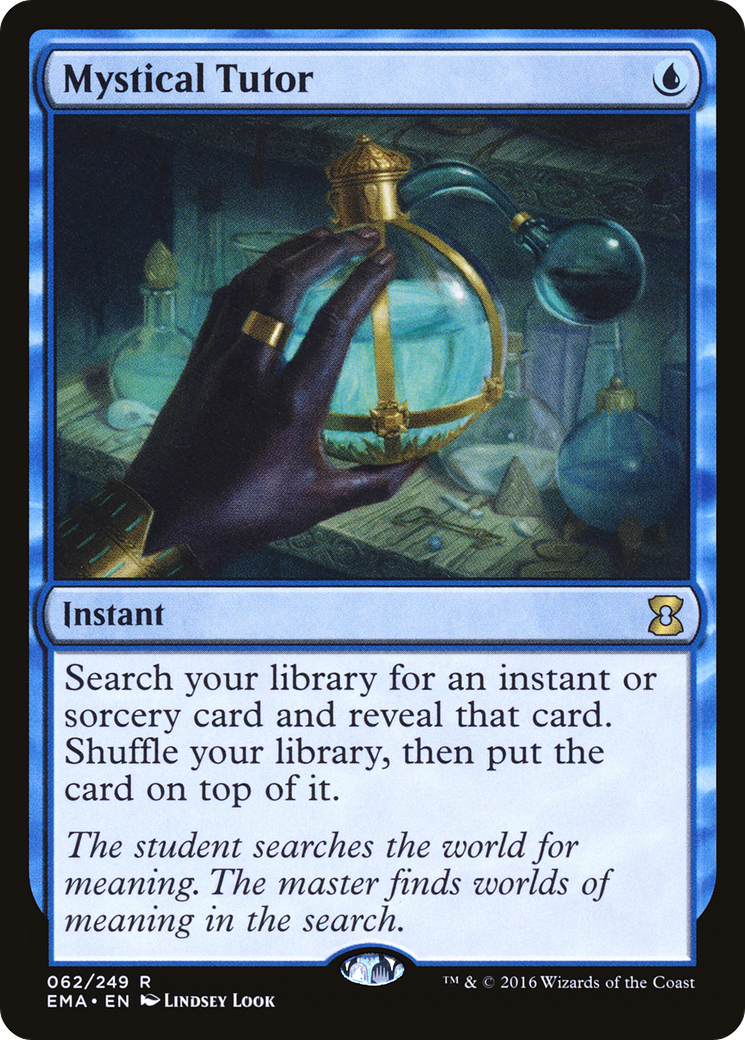 Mystical Tutor
Instant
Search your library for an instant or
sorcery card and reveal that card.
Shuffle your library, then put the
card on top of it.
The student searches the world for
meaning. The master finds worlds of
meaning in the search.
062/249 R
EMA • EN Lindsey Look
™ & © 2016 Wizards of the Coast